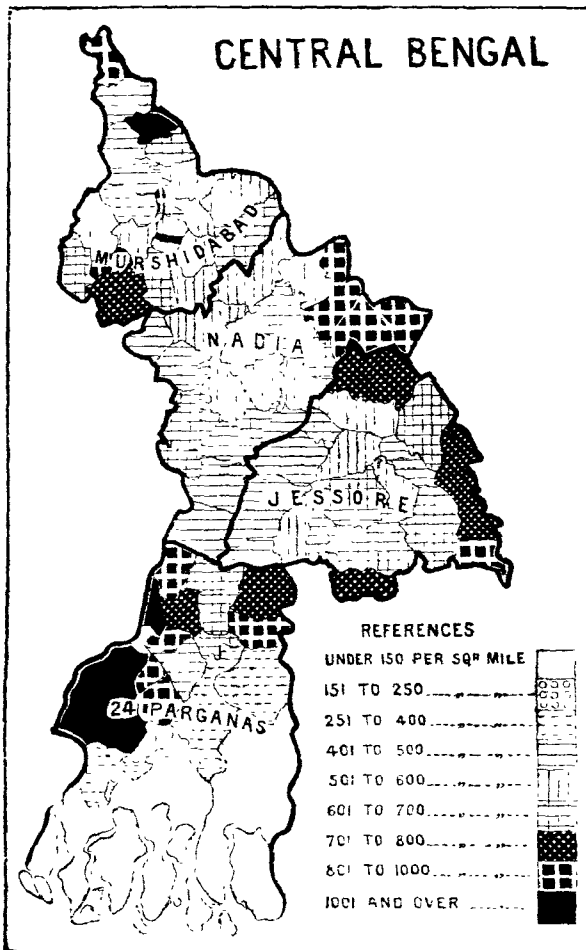 CENTRAL BENGAL
MURSHIDABAD
NADIA
JESSORE
24 PARGANAS
REFERENCES
UNDER 150 PER SQR MILE
151 TO 250 „ „
251 TO 400 „ „
401 TO 500 „ „
501 TO 600 „ „
601 TO 700 „ „
701 TO 800 „ „
801 TO 1000 „ „
1001 AND OVER